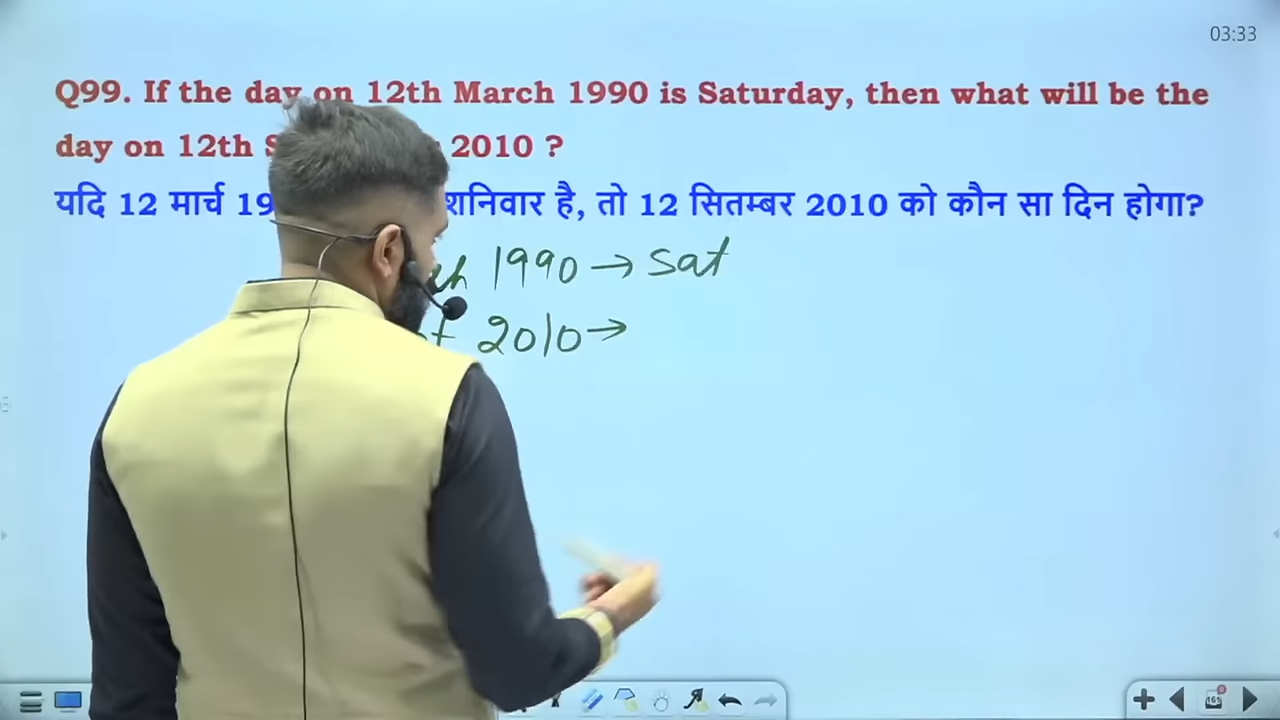 03:33
Q99. If the day on 12th March 1990 is Saturday, then what will be the
day on 12th 2010 ?
यदि 12 मार्च 19 शनिवार है, तो 12 सितम्बर 2010 को कौन सा दिन होगा?
1990 → Sat
2010 →